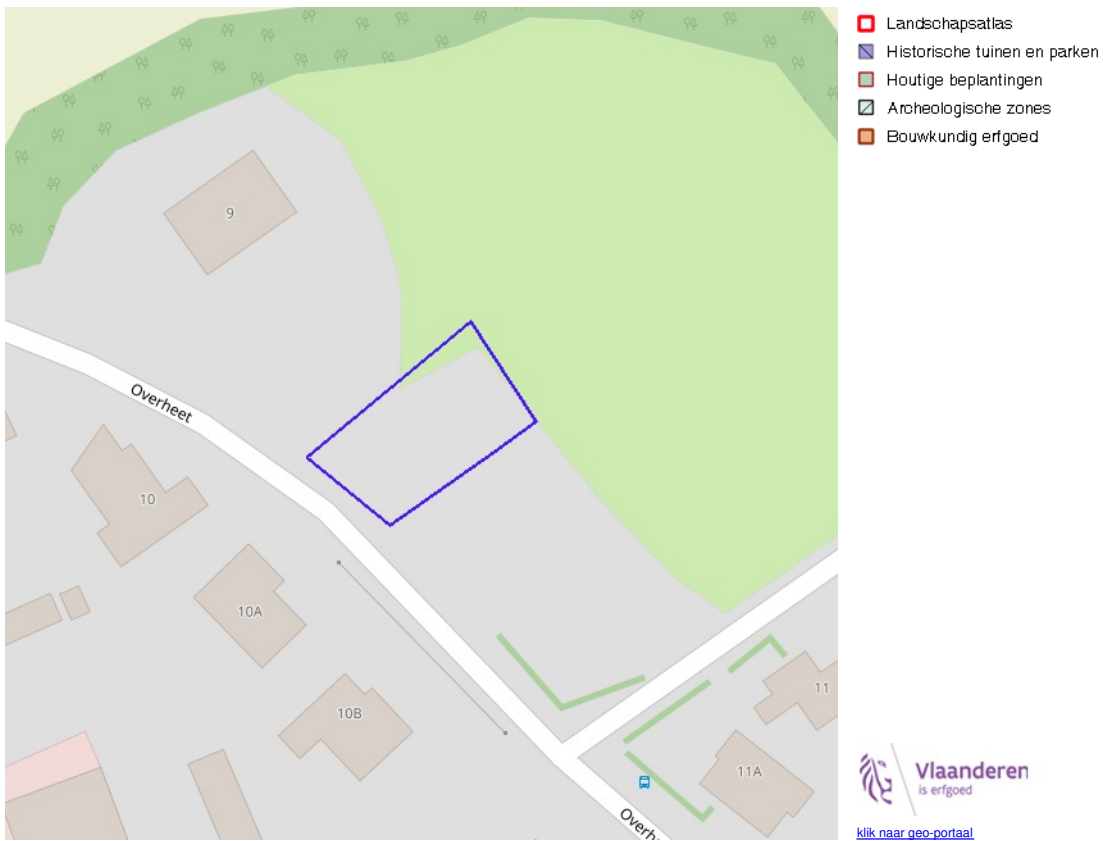 Landschapsatlas
Historische tuinen en parken
Houtige beplantingen
Archeologische zones
Bouwkundig erfgoed
9
Overheet
10
10A
10B
11
11A
Overh
Vlaanderen
is erfgoed
klik naar geo-portaal